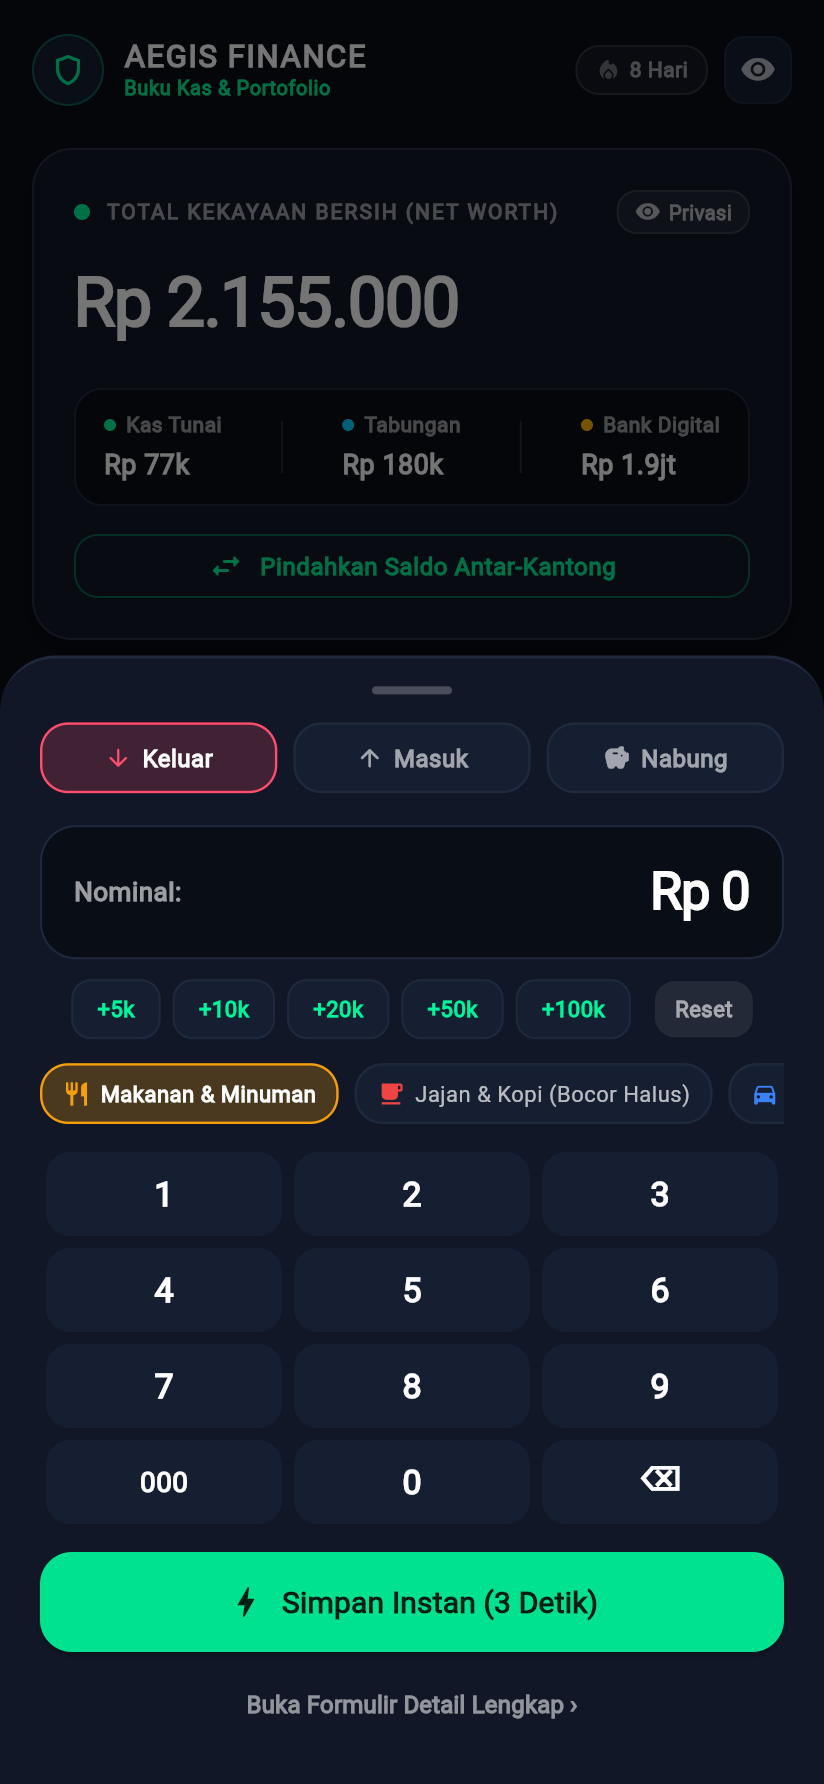 AEGIS FINANCE
Buku Kas & Portofolio
8 Hari
TOTAL KEKAYAAN BERSIH (NET WORTH)
Privasi
Rp 2.155.000
Kas Tunai
Tabungan
Bank Digital
Rp 77k
Rp 180k
Rp 1.9jt
Pindahkan Saldo Antar-Kantong
Keluar
Masuk
Nabung
Nominal:
Rp 0
+5k
+10k
+20k
+50k
+100k
Reset
Makanan & Minuman
Jajan & Kopi (Bocor Halus)
1
2
3
4
5
6
7
8
9
000
0
Simpan Instan (3 Detik)
Buka Formulir Detail Lengkap ›